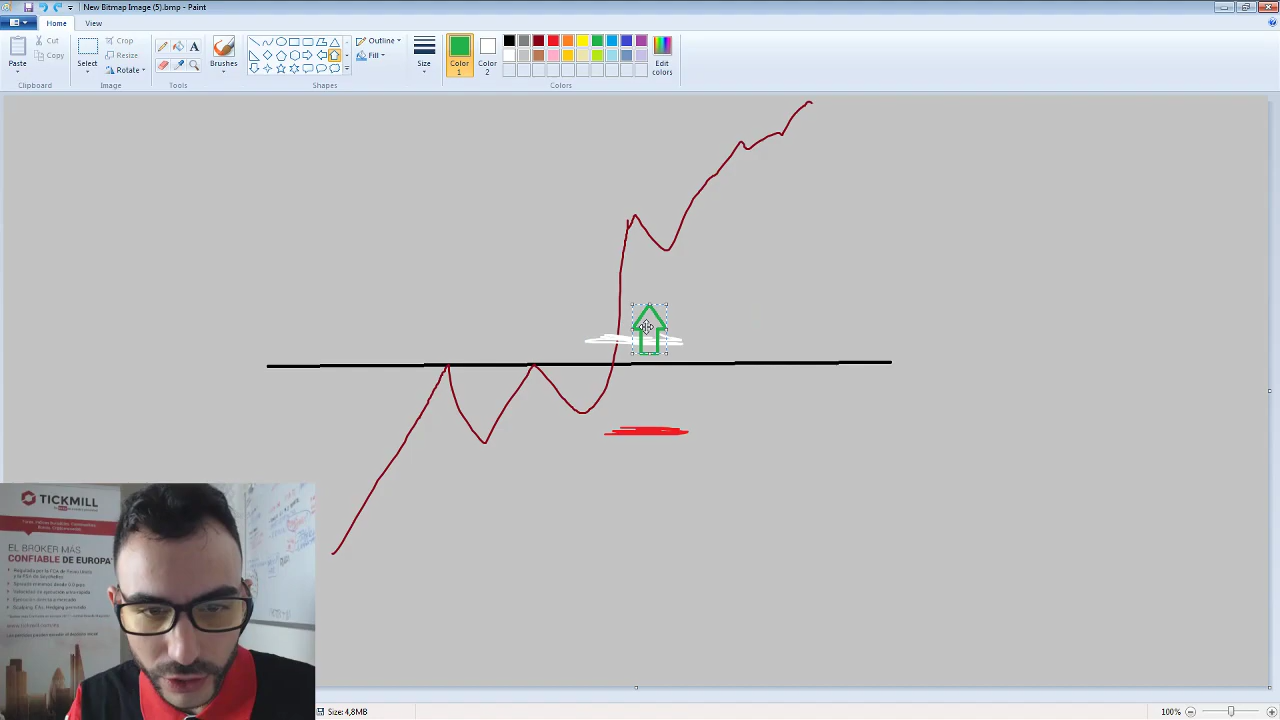 New Bitmap Image (5).bmp - Paint
Home View
Paste
Cut
Copy
Clipboard
Select
Crop
Resize
Rotate
Image
A
Tools
Brushes
Shapes
Outline
Fill
Size
Color 1
Color 2
Edit colors
Colors
TICKMILL
EL BROKER MÁS
CONFIABLE DE EUROPA
Size: 4,8MB
100%